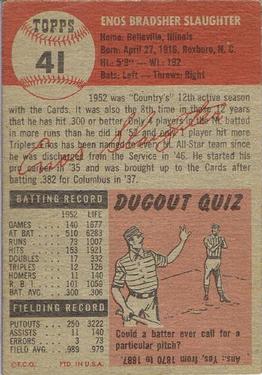 TOPPS
41
ENOS BRADSHER SLAUGHTER
Home: Belleville, Illinois
Born: April 27, 1916, Roxboro, N. C.
Ht.: 5'9"—Wt.: 192
Bats: Left - Throws: Right
1952 was "Country's" 12th active season
with the Cards. It also was the 8th time in those 12 years
that he has hit .300 or better. Only 4 players in the NL batted
in more runs than he did in '52 and only 1 player hit more
Triples. Enos has been named to every NL All-Star team since
he was discharged from the Service in '46. He started his
pro career in '35 and was brought up to the Cards after
batting .382 for Columbus in '37.
Enos Slaughter
BATTING RECORD
1952 LIFE
GAMES 140 1677
AT BAT 510 6283
RUNS 73 1007
HITS 153 1921
DOUBLES 17 332
TRIPLES 12 126
HOMERS 11 140
R. B. I. 101 1059
BAT AVG. .300 .306
FIELDING RECORD
PUTOUTS 250 3222
ASSISTS 11 140
ERRORS 3 73
FIELD AVG. .989 .979
©T.C.G. PTD. IN U.S.A.
DUGOUT QUIZ
Could a batter ever call for a
particular pitch?
Ans: Yes, from
1870 to 1887.